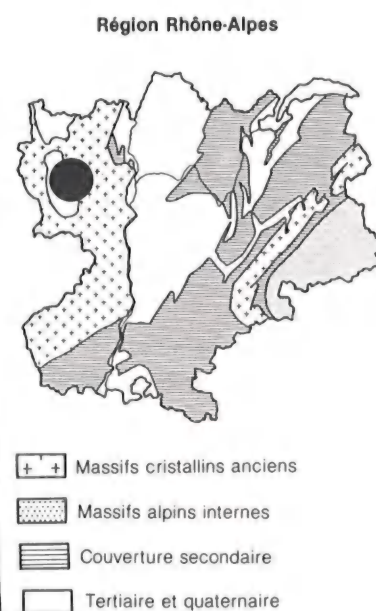 Région Rhône-Alpes
Massifs cristallins anciens
Massifs alpins internes
Couverture secondaire
Tertiaire et quaternaire